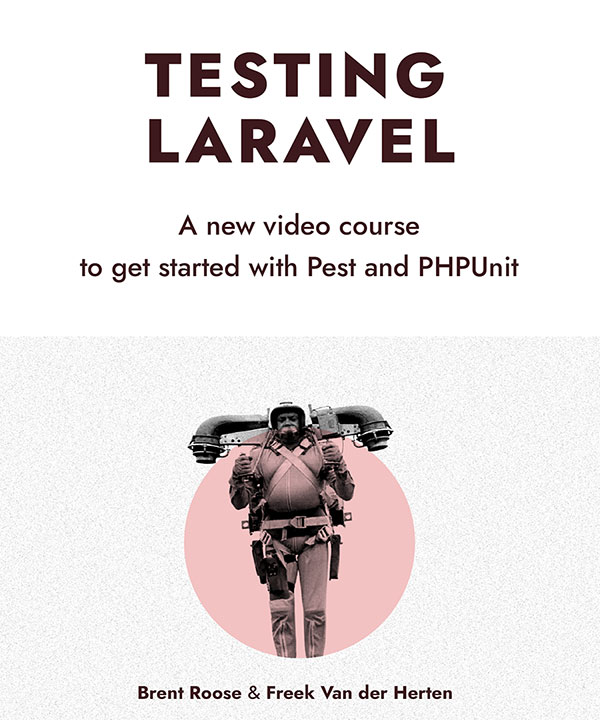 TESTING
LARAVEL
A new video course
to get started with Pest and PHPUnit
Brent Roose & Freek Van der Herten